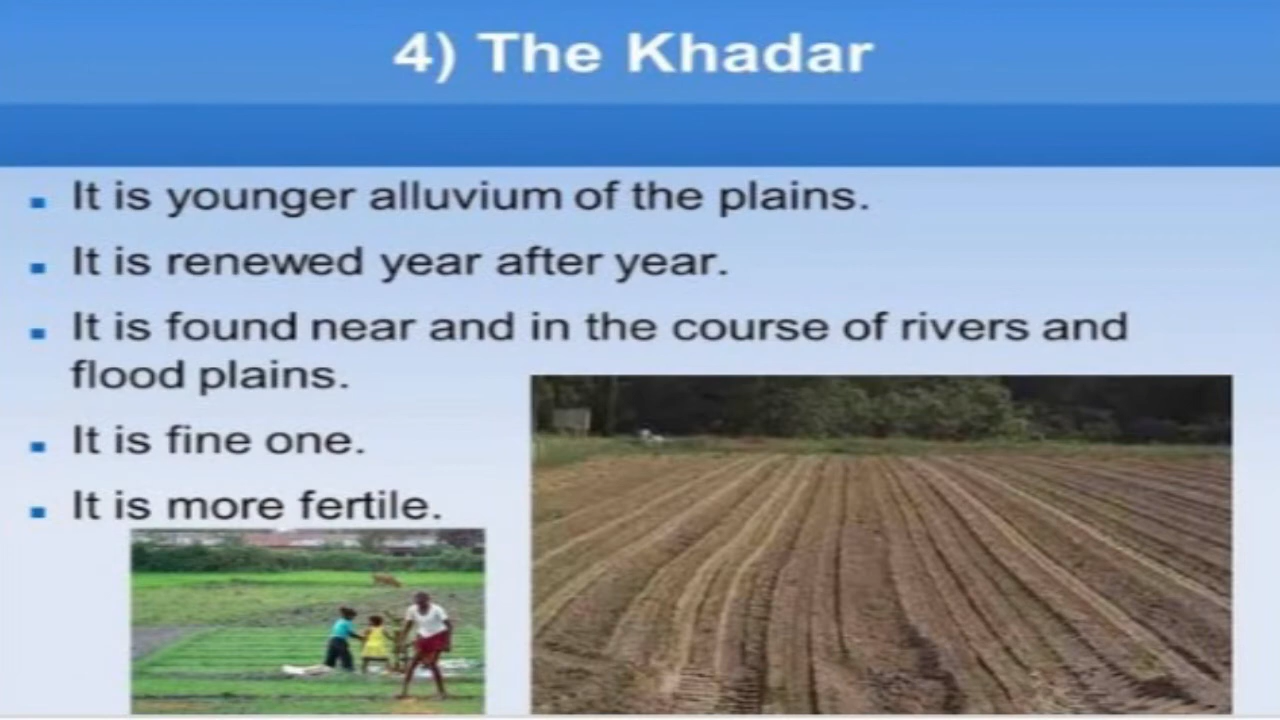 4) The Khadar
It is younger alluvium of the plains.
It is renewed year after year.
It is found near and in the course of rivers and
flood plains.
It is fine one.
It is more fertile.